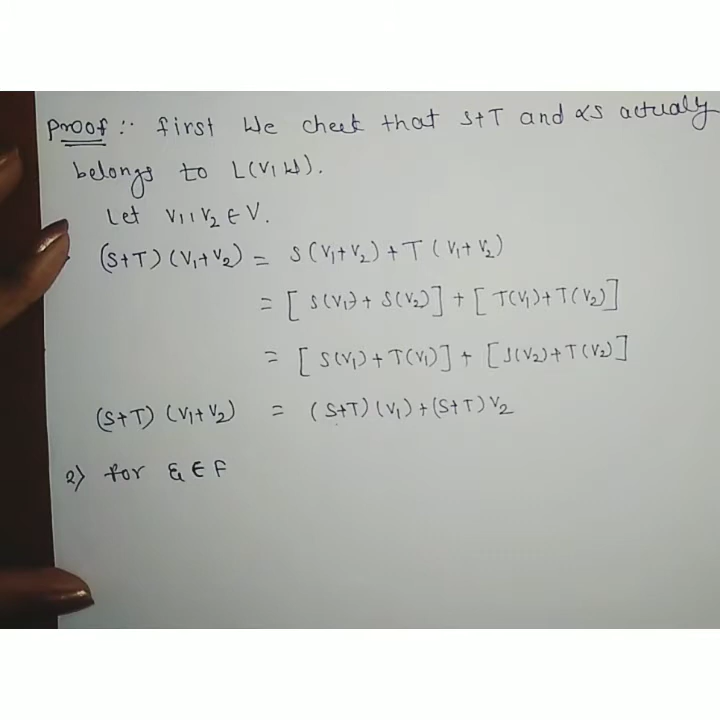 Proof :- first We check that S+T and αS actualy
belongs to L(V,W).
Let V1, V2 ∈ V.
(S+T) (V1+V2) = S(V1+V2) + T(V1+V2)
= [S(V1) + S(V2)] + [T(V1) + T(V2)]
= [S(V1) + T(V1)] + [S(V2) + T(V2)]
(S+T) (V1+V2) = (S+T) (V1) + (S+T) V2
2) for ∈ F